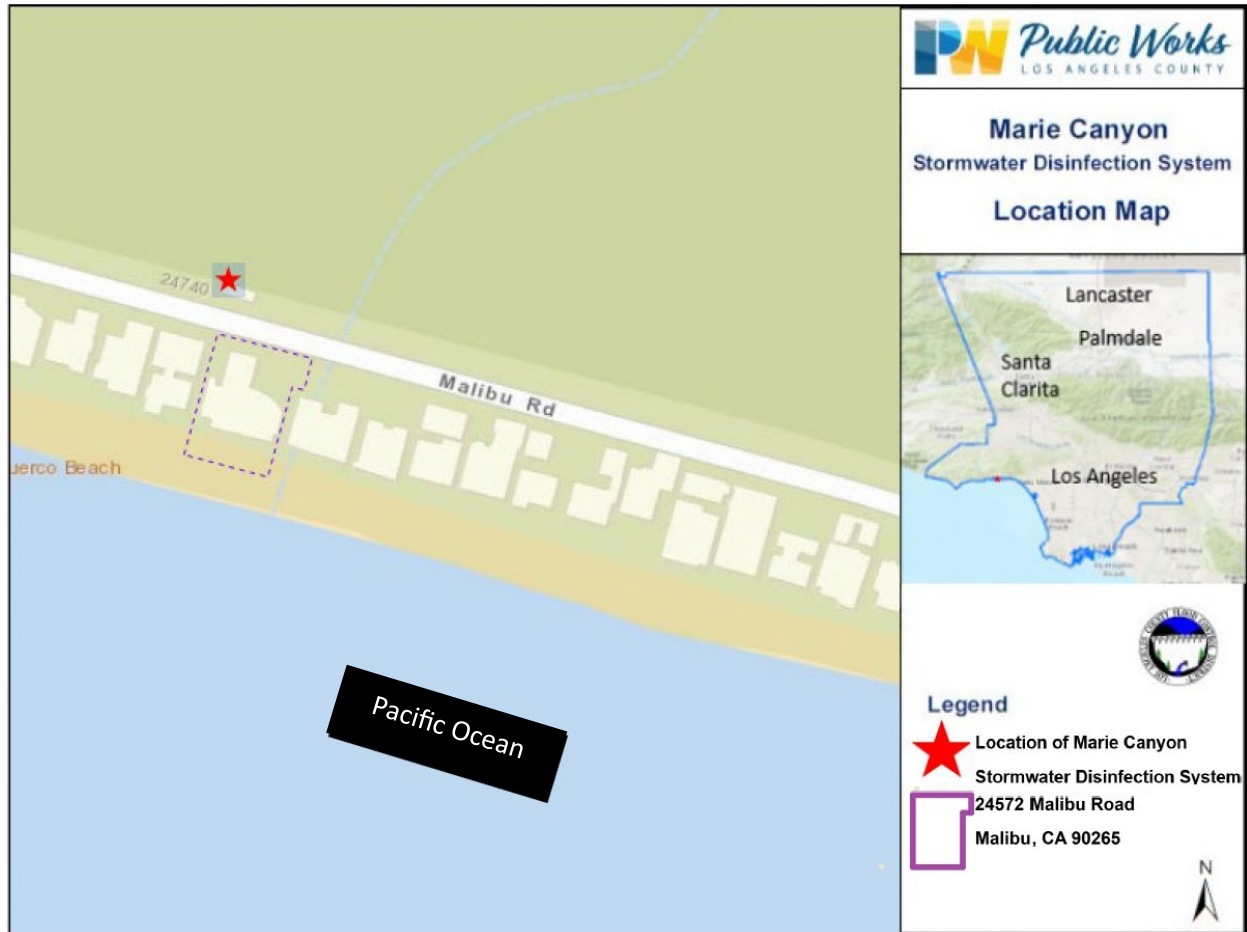 PW Public Works
LOS ANGELES COUNTY
Marie Canyon
Stormwater Disinfection System
Location Map
24740
Malibu Rd
uerco Beach
Pacific Ocean
Lancaster
Palmdale
Santa
Clarita
Los Angeles
Legend
Location of Marie Canyon
Stormwater Disinfection System
24572 Malibu Road
Malibu, CA 90265
N